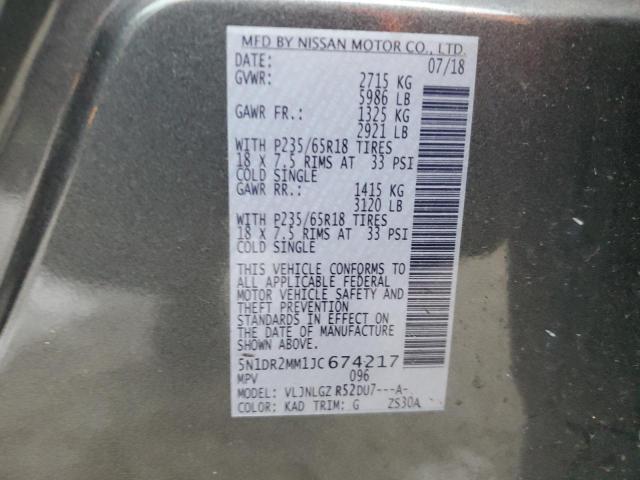 MFD BY NISSAN MOTOR CO., LTD.
DATE: 07/18
GVWR: 2715 KG
5986 LB
GAWR FR.: 1325 KG
2921 LB
WITH P235/65R18 TIRES
18 X 7.5 RIMS AT 33 PSI
COLD SINGLE
GAWR RR.: 1415 KG
3120 LB
WITH P235/65R18 TIRES
18 X 7.5 RIMS AT 33 PSI
COLD SINGLE
THIS VEHICLE CONFORMS TO
ALL APPLICABLE FEDERAL
MOTOR VEHICLE SAFETY AND
THEFT PREVENTION
STANDARDS IN EFFECT ON
THE DATE OF MANUFACTURE
SHOWN ABOVE.
5N1DR2MM1JC674217
MPV 096
MODEL: VLJNLGZ R52DU7---A-
COLOR: KAD TRIM: G ZS30A